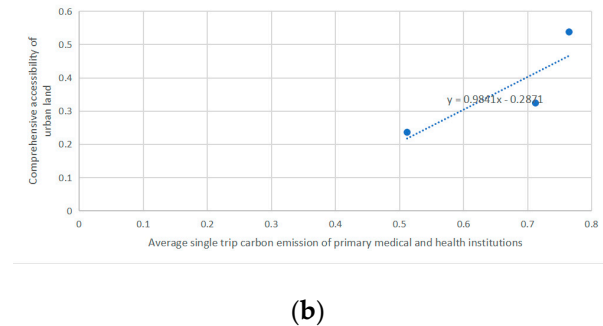 0.6
0.5
0.4
0.3
0.2
0.1
0
Comprehensive accessibility of
urban land
y = 0.9841x - 0.2871
0 0.1 0.2 0.3 0.4 0.5 0.6 0.7 0.8
Average single trip carbon emission of primary medical and health institutions
(b)